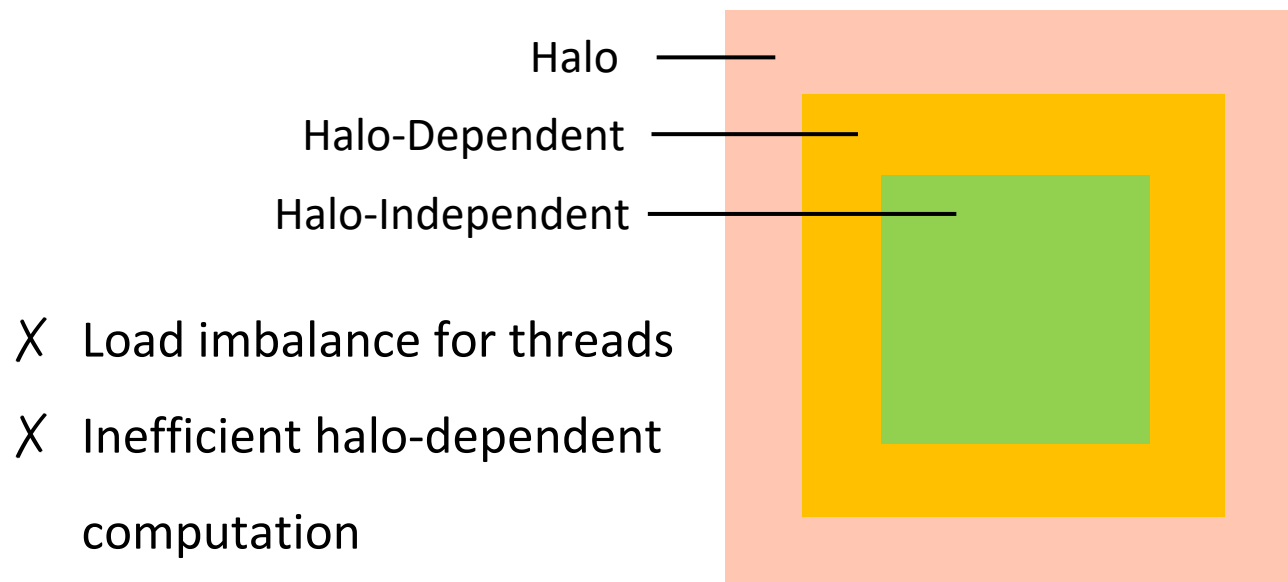 Halo
Halo-Dependent
Halo-Independent
✗ Load imbalance for threads
✗ Inefficient halo-dependent
computation